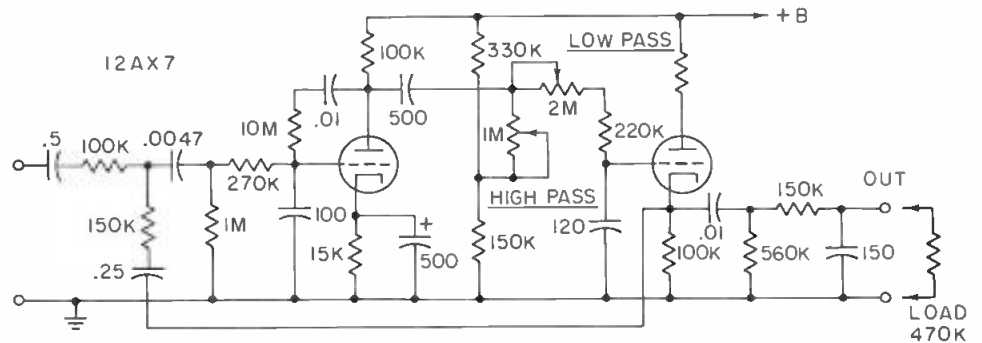 +B
12AX7
100K
330K
LOW PASS
.01
500
2M
10M
1M
220K
.5
100K
.0047
270K
HIGH PASS
150K
OUT
150K
1M
100
15K
+
500
150K
120
100K
.01
560K
150
.25
LOAD
470K